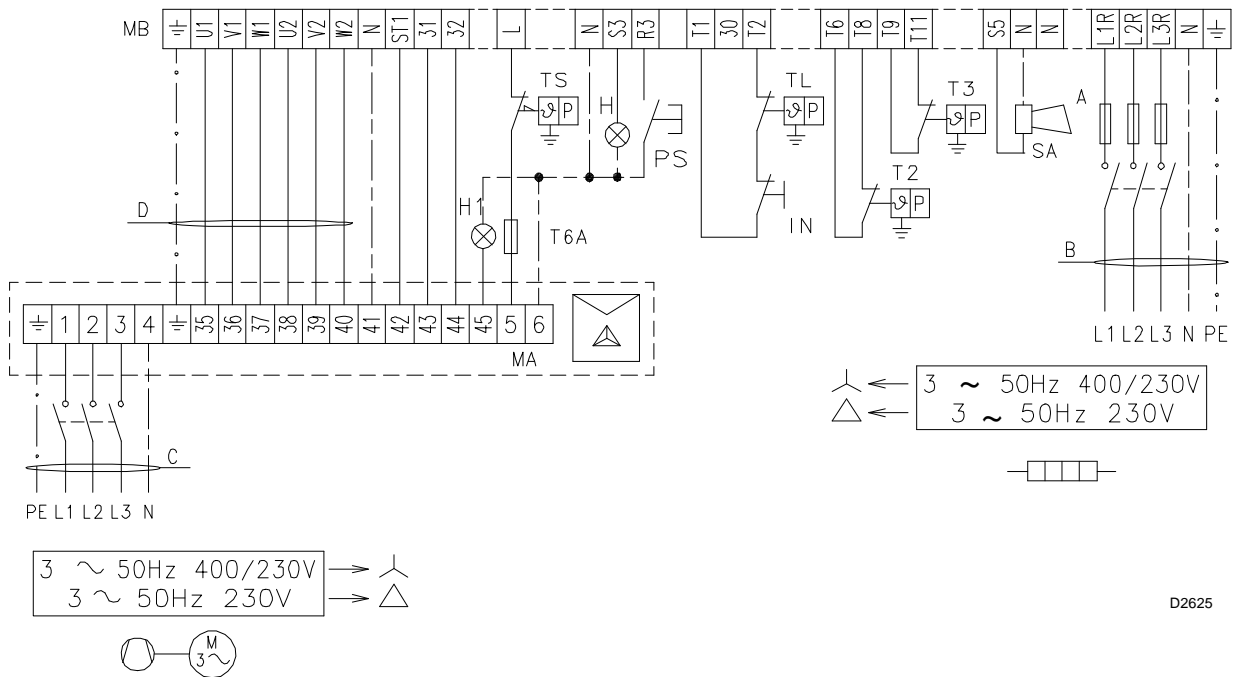 MB U1 V1 W1 U2 V2 W2 N ST1 31 32 L N S3 R3 T1 30 T2 T6 T8 T9 T11 S5 N N L1R L2R L3R N
TS
ϑ P
H
PS
TL
ϑ P
T3
ϑ P
SA
A
T2
ϑ P
IN
D
H1
T6A
B
1 2 3 4 35 36 37 38 39 40 41 42 43 44 45 5 6
MA
L1 L2 L3 N PE
3 ~ 50Hz 400/230V
3 ~ 50Hz 230V
C
PE L1 L2 L3 N
3 ~ 50Hz 400/230V
3 ~ 50Hz 230V
D2625
M
3 ~